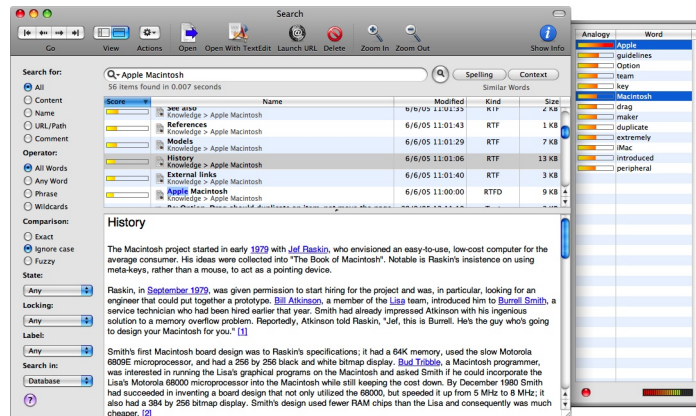 Search
Go View Actions Open Open With TextEdit Launch URL Delete Zoom In Zoom Out Show Info
Search for:
All
Content
Name
URL/Path
Comment
Operator:
All Words
Any Word
Phrase
Wildcards
Comparison:
Exact
Ignore case
Fuzzy
State:
Any
Locking:
Any
Label:
Any
Search in:
Database
Apple Macintosh
Spelling Context
56 items found in 0.007 seconds Similar Words
Score Name Modified Kind Size
See also 6/6/05 11:01:35 RTF 2 KB
Knowledge > Apple Macintosh
References 6/6/05 11:01:43 RTF 1 KB
Knowledge > Apple Macintosh
Models 6/6/05 11:01:29 RTF 7 KB
Knowledge > Apple Macintosh
History 6/6/05 11:01:06 RTF 13 KB
Knowledge > Apple Macintosh
External links 6/6/05 11:01:40 RTF 3 KB
Knowledge > Apple Macintosh
Apple Macintosh 6/6/05 11:00:00 RTFD 9 KB
Knowledge > Apple Macintosh
History
The Macintosh project started in early 1979 with Jef Raskin, who envisioned an easy-to-use, low-cost computer for the
average consumer. His ideas were collected into "The Book of Macintosh". Notable is Raskin's insistence on using
meta-keys, rather than a mouse, to act as a pointing device.
Raskin, in September 1979, was given permission to start hiring for the project and was, in particular, looking for an
engineer that could put together a prototype. Bill Atkinson, a member of the Lisa team, introduced him to Burrell Smith, a
service technician who had been hired earlier that year. Smith had already impressed Atkinson with his ingenious
solution to a memory overflow problem. Reportedly, Atkinson told Raskin, "Jef, this is Burrell. He's the guy who's going
to design your Macintosh for you." [1]
Smith's first Macintosh board design was to Raskin's specifications; it had a 64K memory, used the slow Motorola
6809E microprocessor, and had a 256 by 256 black and white bitmap display. Bud Tribble, a Macintosh programmer,
was interested in running the Lisa's graphical programs on the Macintosh and asked Smith if he could incorporate the
Lisa's Motorola 68000 microprocessor into the Macintosh while still keeping the cost down. By December 1980 Smith
had succeeded in inventing a board design that not only utilized the 68000, but speeded it up from 5 MHz to 8 MHz; it
also had a 384 by 256 bitmap display. Smith's design used fewer RAM chips than the Lisa and consequently was much
cheaper. [2]
Analogy Word
Apple
guidelines
Option
team
key
Macintosh
drag
maker
duplicate
extremely
iMac
introduced
peripheral